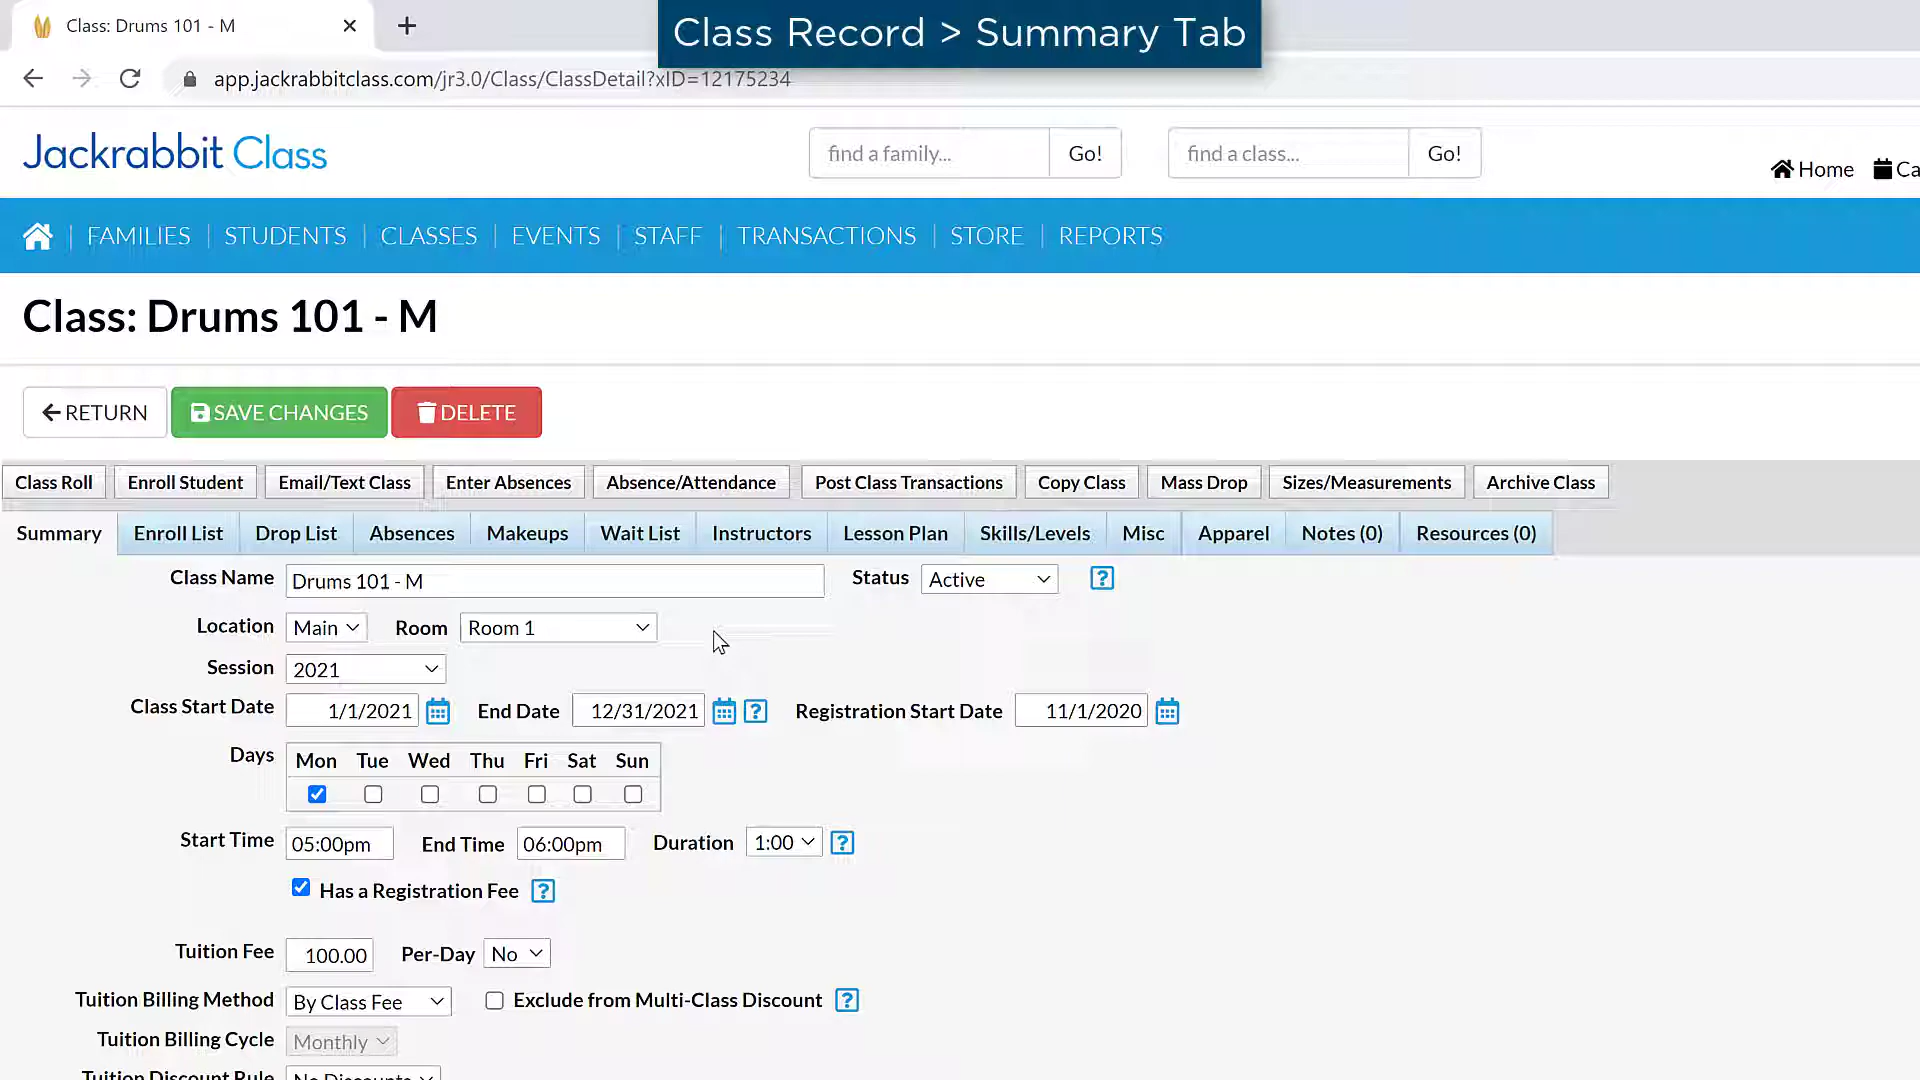 Class: Drums 101 - M
Class Record > Summary Tab
app.jackrabbitclass.com/jr3.0/Class/ClassDetail?xID=12175234
Jackrabbit Class
find a family... Go! find a class... Go!
Home Ca
FAMILIES | STUDENTS | CLASSES | EVENTS | STAFF | TRANSACTIONS | STORE | REPORTS
Class: Drums 101 - M
RETURN SAVE CHANGES DELETE
Class Roll Enroll Student Email/Text Class Enter Absences Absence/Attendance Post Class Transactions Copy Class Mass Drop Sizes/Measurements Archive Class
Summary Enroll List Drop List Absences Makeups Wait List Instructors Lesson Plan Skills/Levels Misc Apparel Notes (0) Resources (0)
Class Name Drums 101 - M Status Active ?
Location Main Room Room 1
Session 2021
Class Start Date 1/1/2021 End Date 12/31/2021 ? Registration Start Date 11/1/2020
Days Mon Tue Wed Thu Fri Sat Sun
Start Time 05:00pm End Time 06:00pm Duration 1:00 ?
Has a Registration Fee ?
Tuition Fee 100.00 Per-Day No
Tuition Billing Method By Class Fee Exclude from Multi-Class Discount ?
Tuition Billing Cycle Monthly
Tuition Discount Rule No Discounts